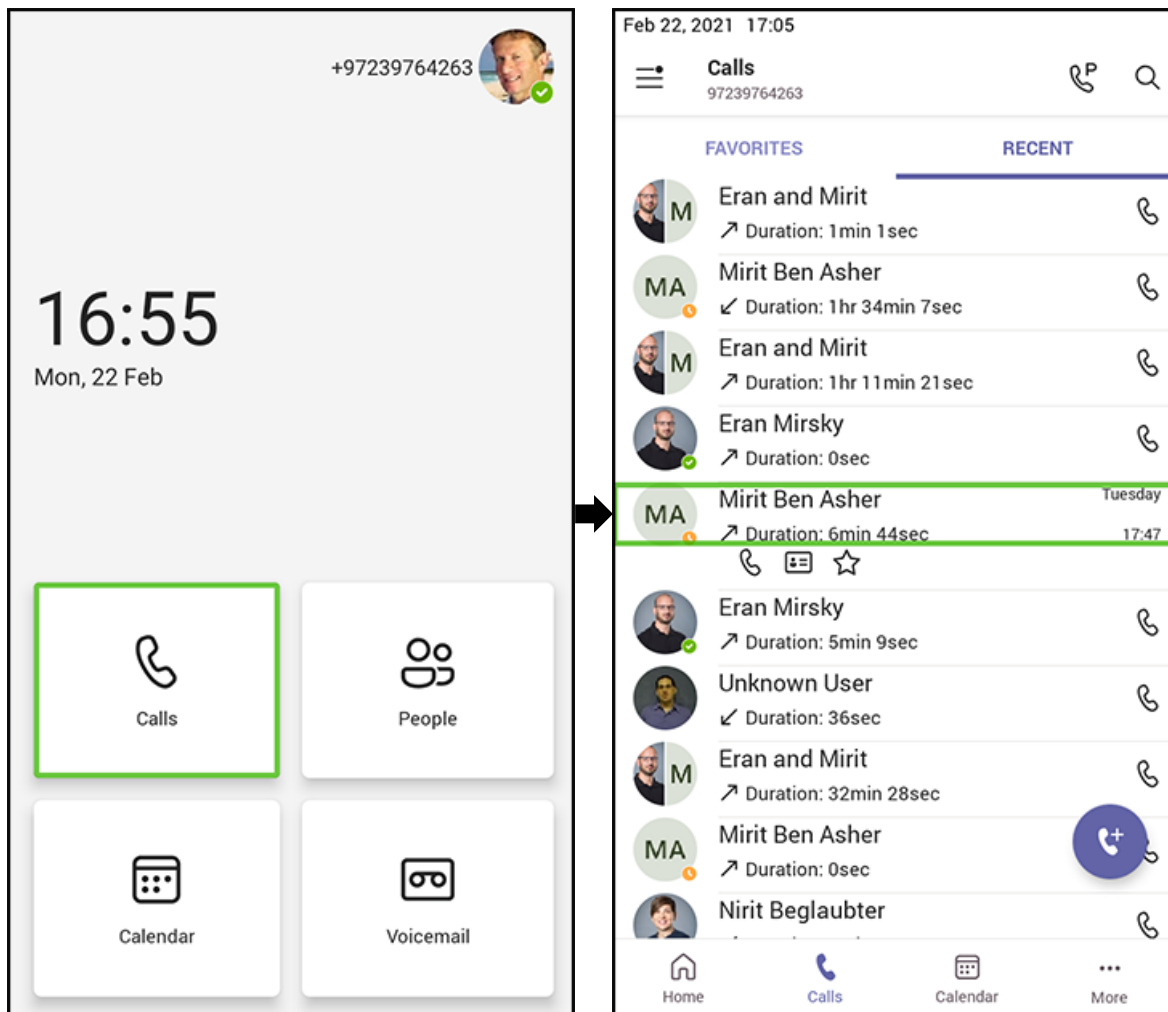 +97239764263
16:55
Mon, 22 Feb
Calls
People
Calendar
Voicemail
Feb 22, 2021 17:05
Calls
97239764263
P
FAVORITES
RECENT
M
Eran and Mirit
Duration: 1min 1sec
MA
Mirit Ben Asher
Duration: 1hr 34min 7sec
M
Eran and Mirit
Duration: 1hr 11min 21sec
Eran Mirsky
Duration: 0sec
MA
Mirit Ben Asher
Tuesday
Duration: 6min 44sec
17:47
Eran Mirsky
Duration: 5min 9sec
Unknown User
Duration: 36sec
M
Eran and Mirit
Duration: 32min 28sec
MA
Mirit Ben Asher
Duration: 0sec
Nirit Beglaubter
Home
Calls
Calendar
More